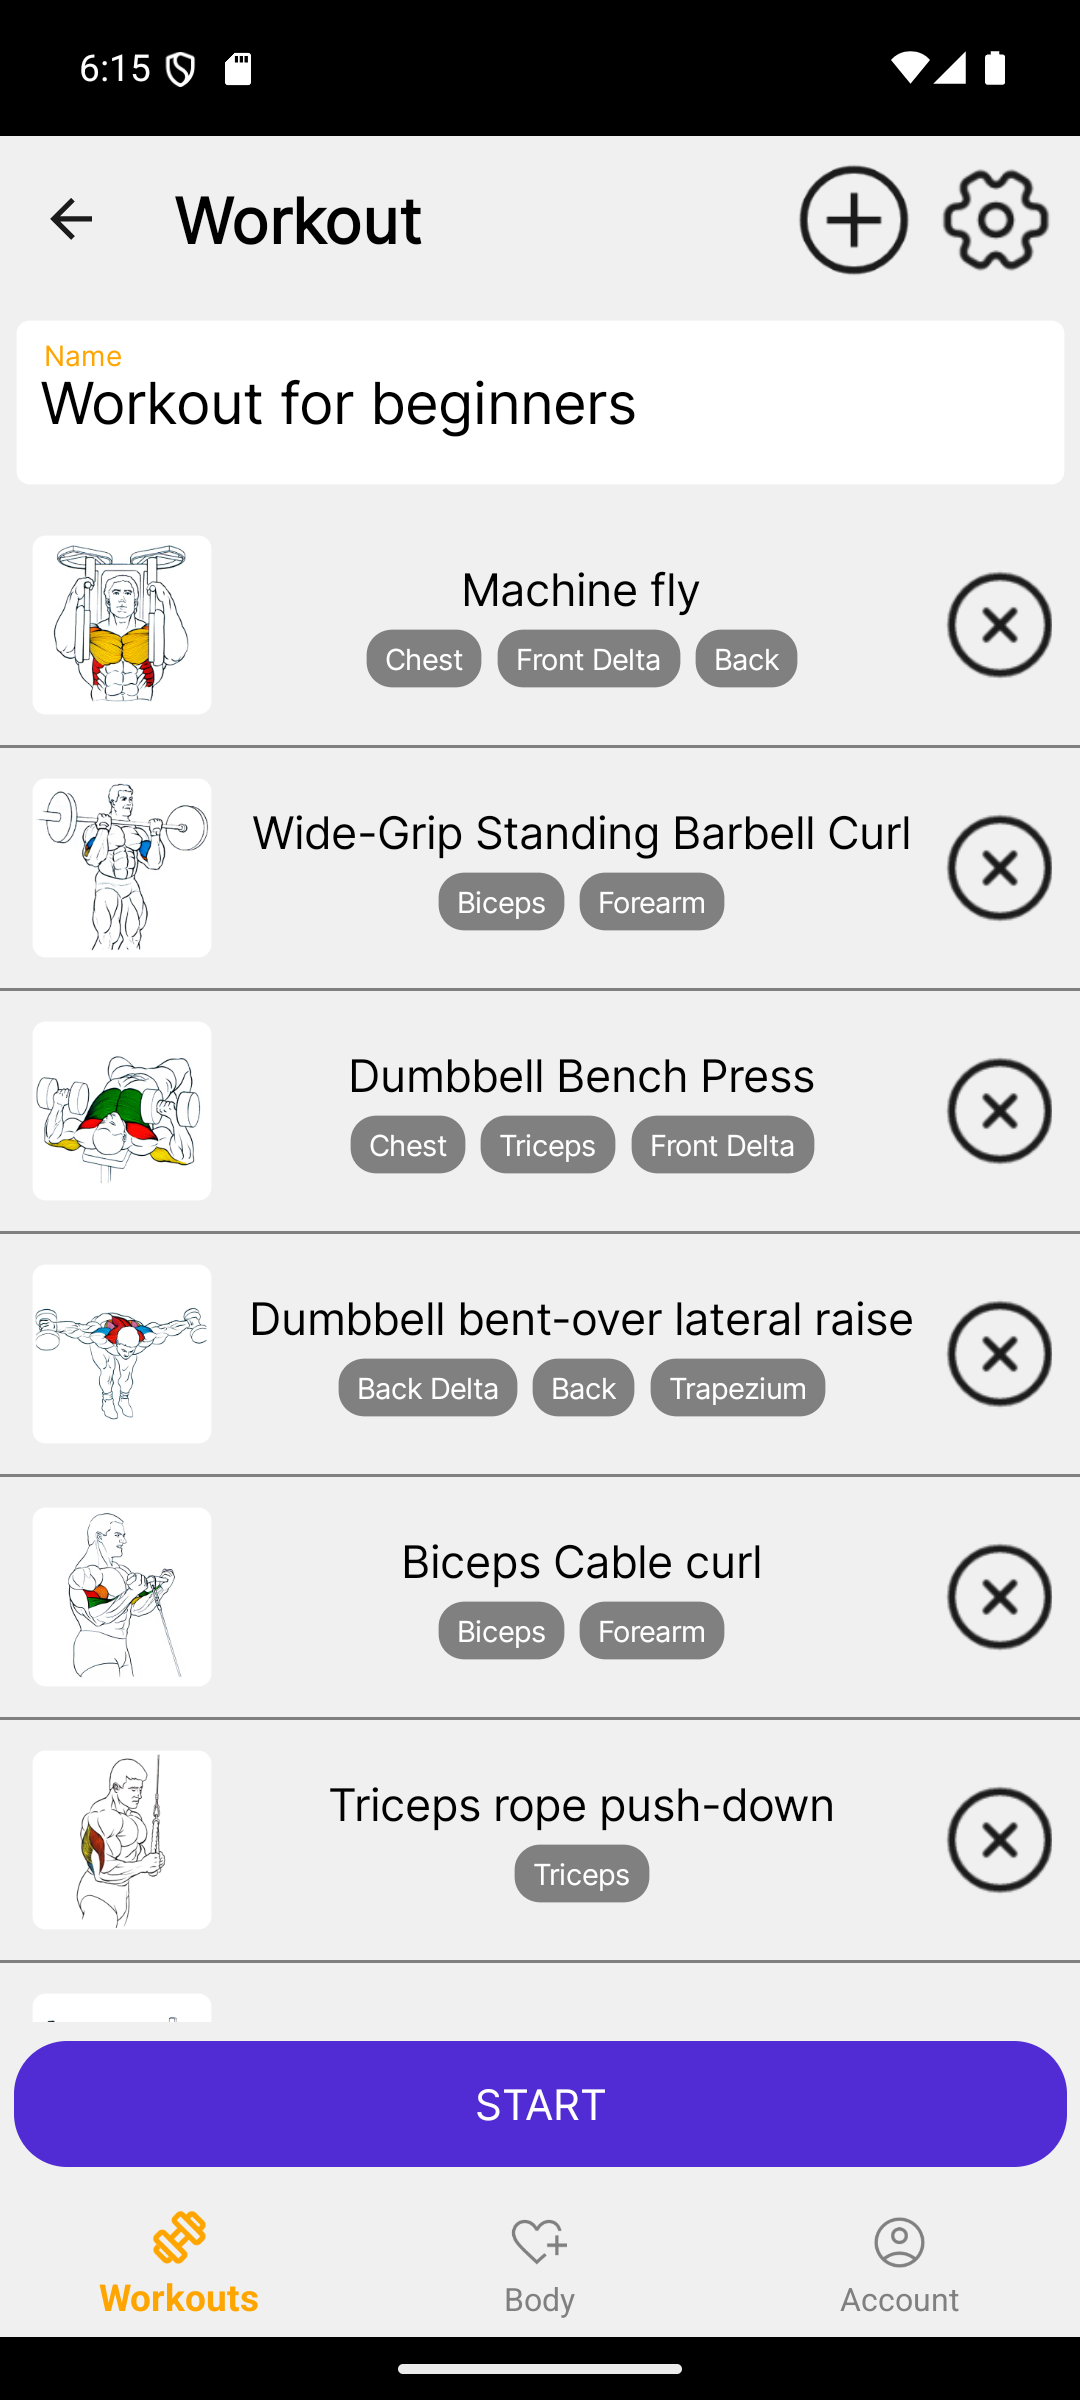 6:15
Workout
Name
Workout for beginners
Machine fly
Chest Front Delta Back
Wide-Grip Standing Barbell Curl
Biceps Forearm
Dumbbell Bench Press
Chest Triceps Front Delta
Dumbbell bent-over lateral raise
Back Delta Back Trapezium
Biceps Cable curl
Biceps Forearm
Triceps rope push-down
Triceps
START
Workouts Body Account